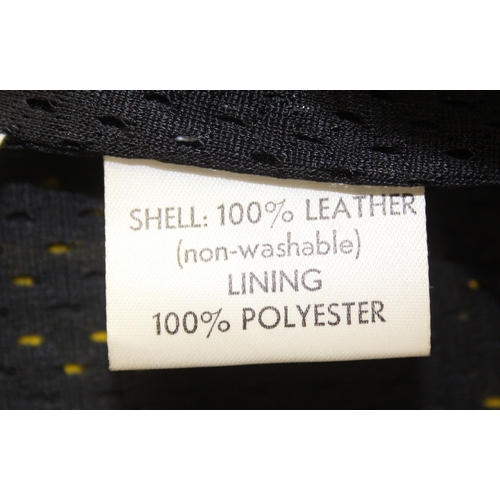 SHELL: 100% LEATHER
(non-washable)
LINING
100% POLYESTER